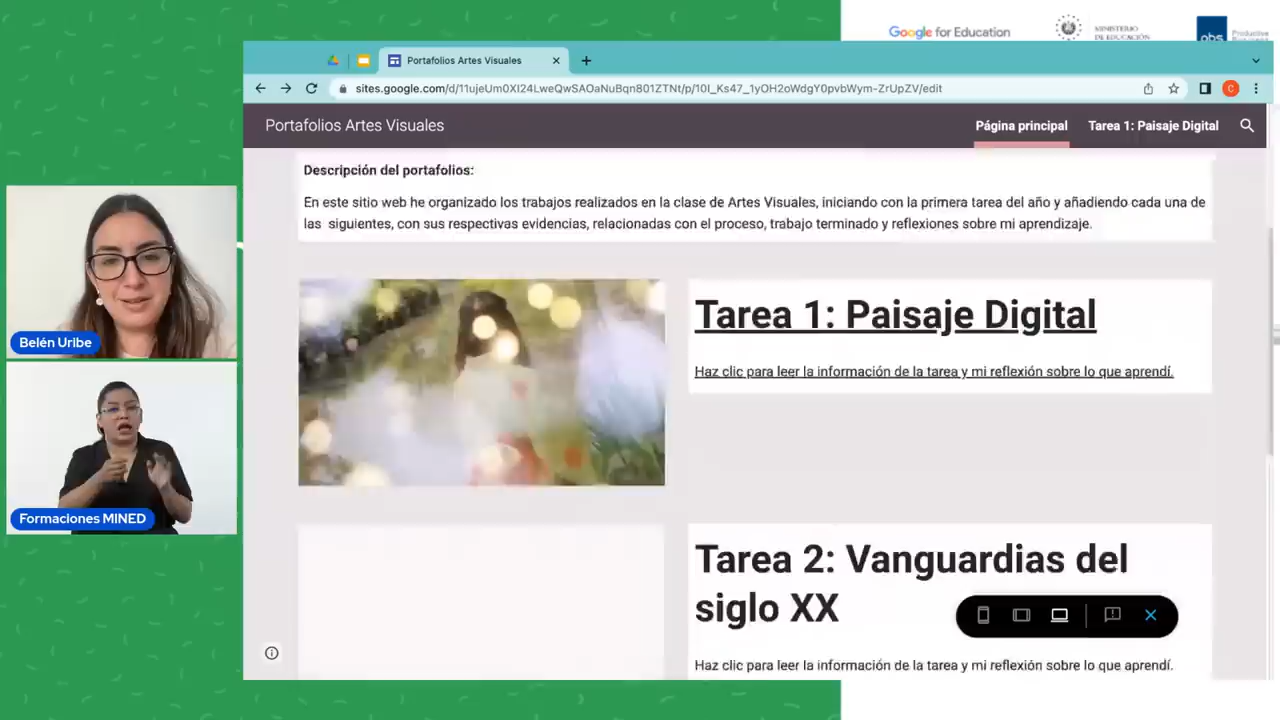 Google for Education
MINISTERIO
DE EDUCACIÓN
obs
Productive
Portafolios Artes Visuales
sites.google.com/d/11ujeUm0XI24LweQwSAOaNuBqn801ZTNt/p/10I_Ks47_1yOH2oWdgY0pvbWym-ZrUpZV/edit
C
Portafolios Artes Visuales
Página principal
Tarea 1: Paisaje Digital
Descripción del portafolios:
En este sitio web he organizado los trabajos realizados en la clase de Artes Visuales, iniciando con la primera tarea del año y añadiendo cada una de
las siguientes, con sus respectivas evidencias, relacionadas con el proceso, trabajo terminado y reflexiones sobre mi aprendizaje.
Tarea 1: Paisaje Digital
Haz clic para leer la información de la tarea y mi reflexión sobre lo que aprendí.
Belén Uribe
Formaciones MINED
Tarea 2: Vanguardias del
siglo XX
Haz clic para leer la información de la tarea y mi reflexión sobre lo que aprendí.